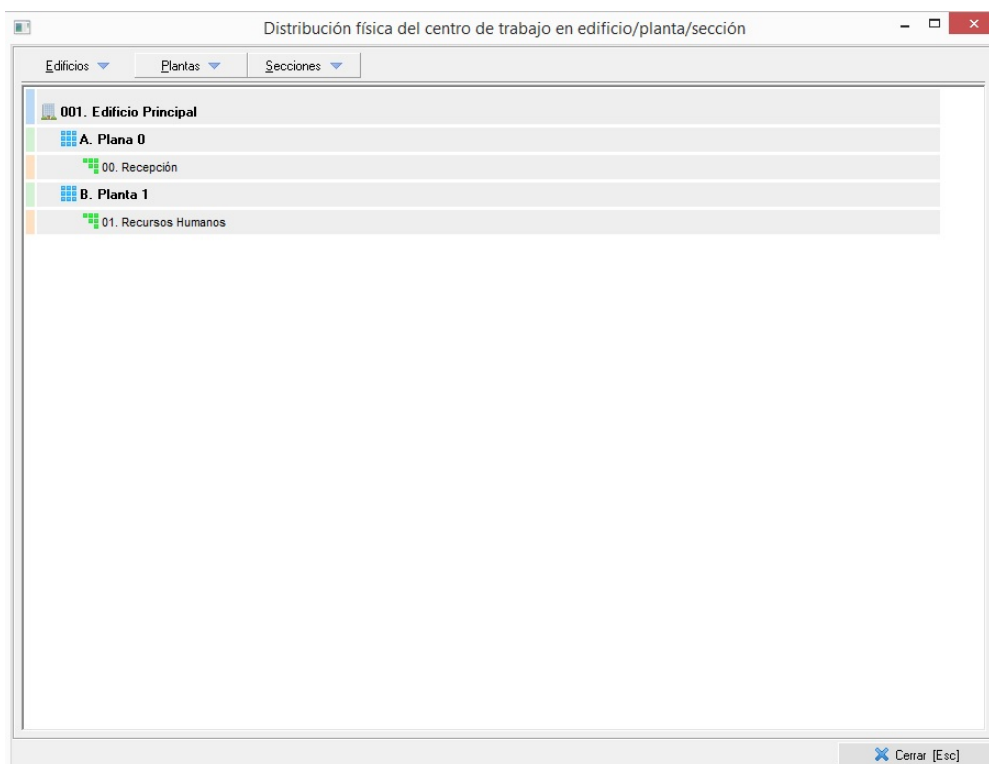 Distribución física del centro de trabajo en edificio/planta/sección
Edificios Plantas Secciones
001. Edificio Principal
A. Plana 0
00. Recepción
B. Planta 1
01. Recursos Humanos
Cerrar [Esc]